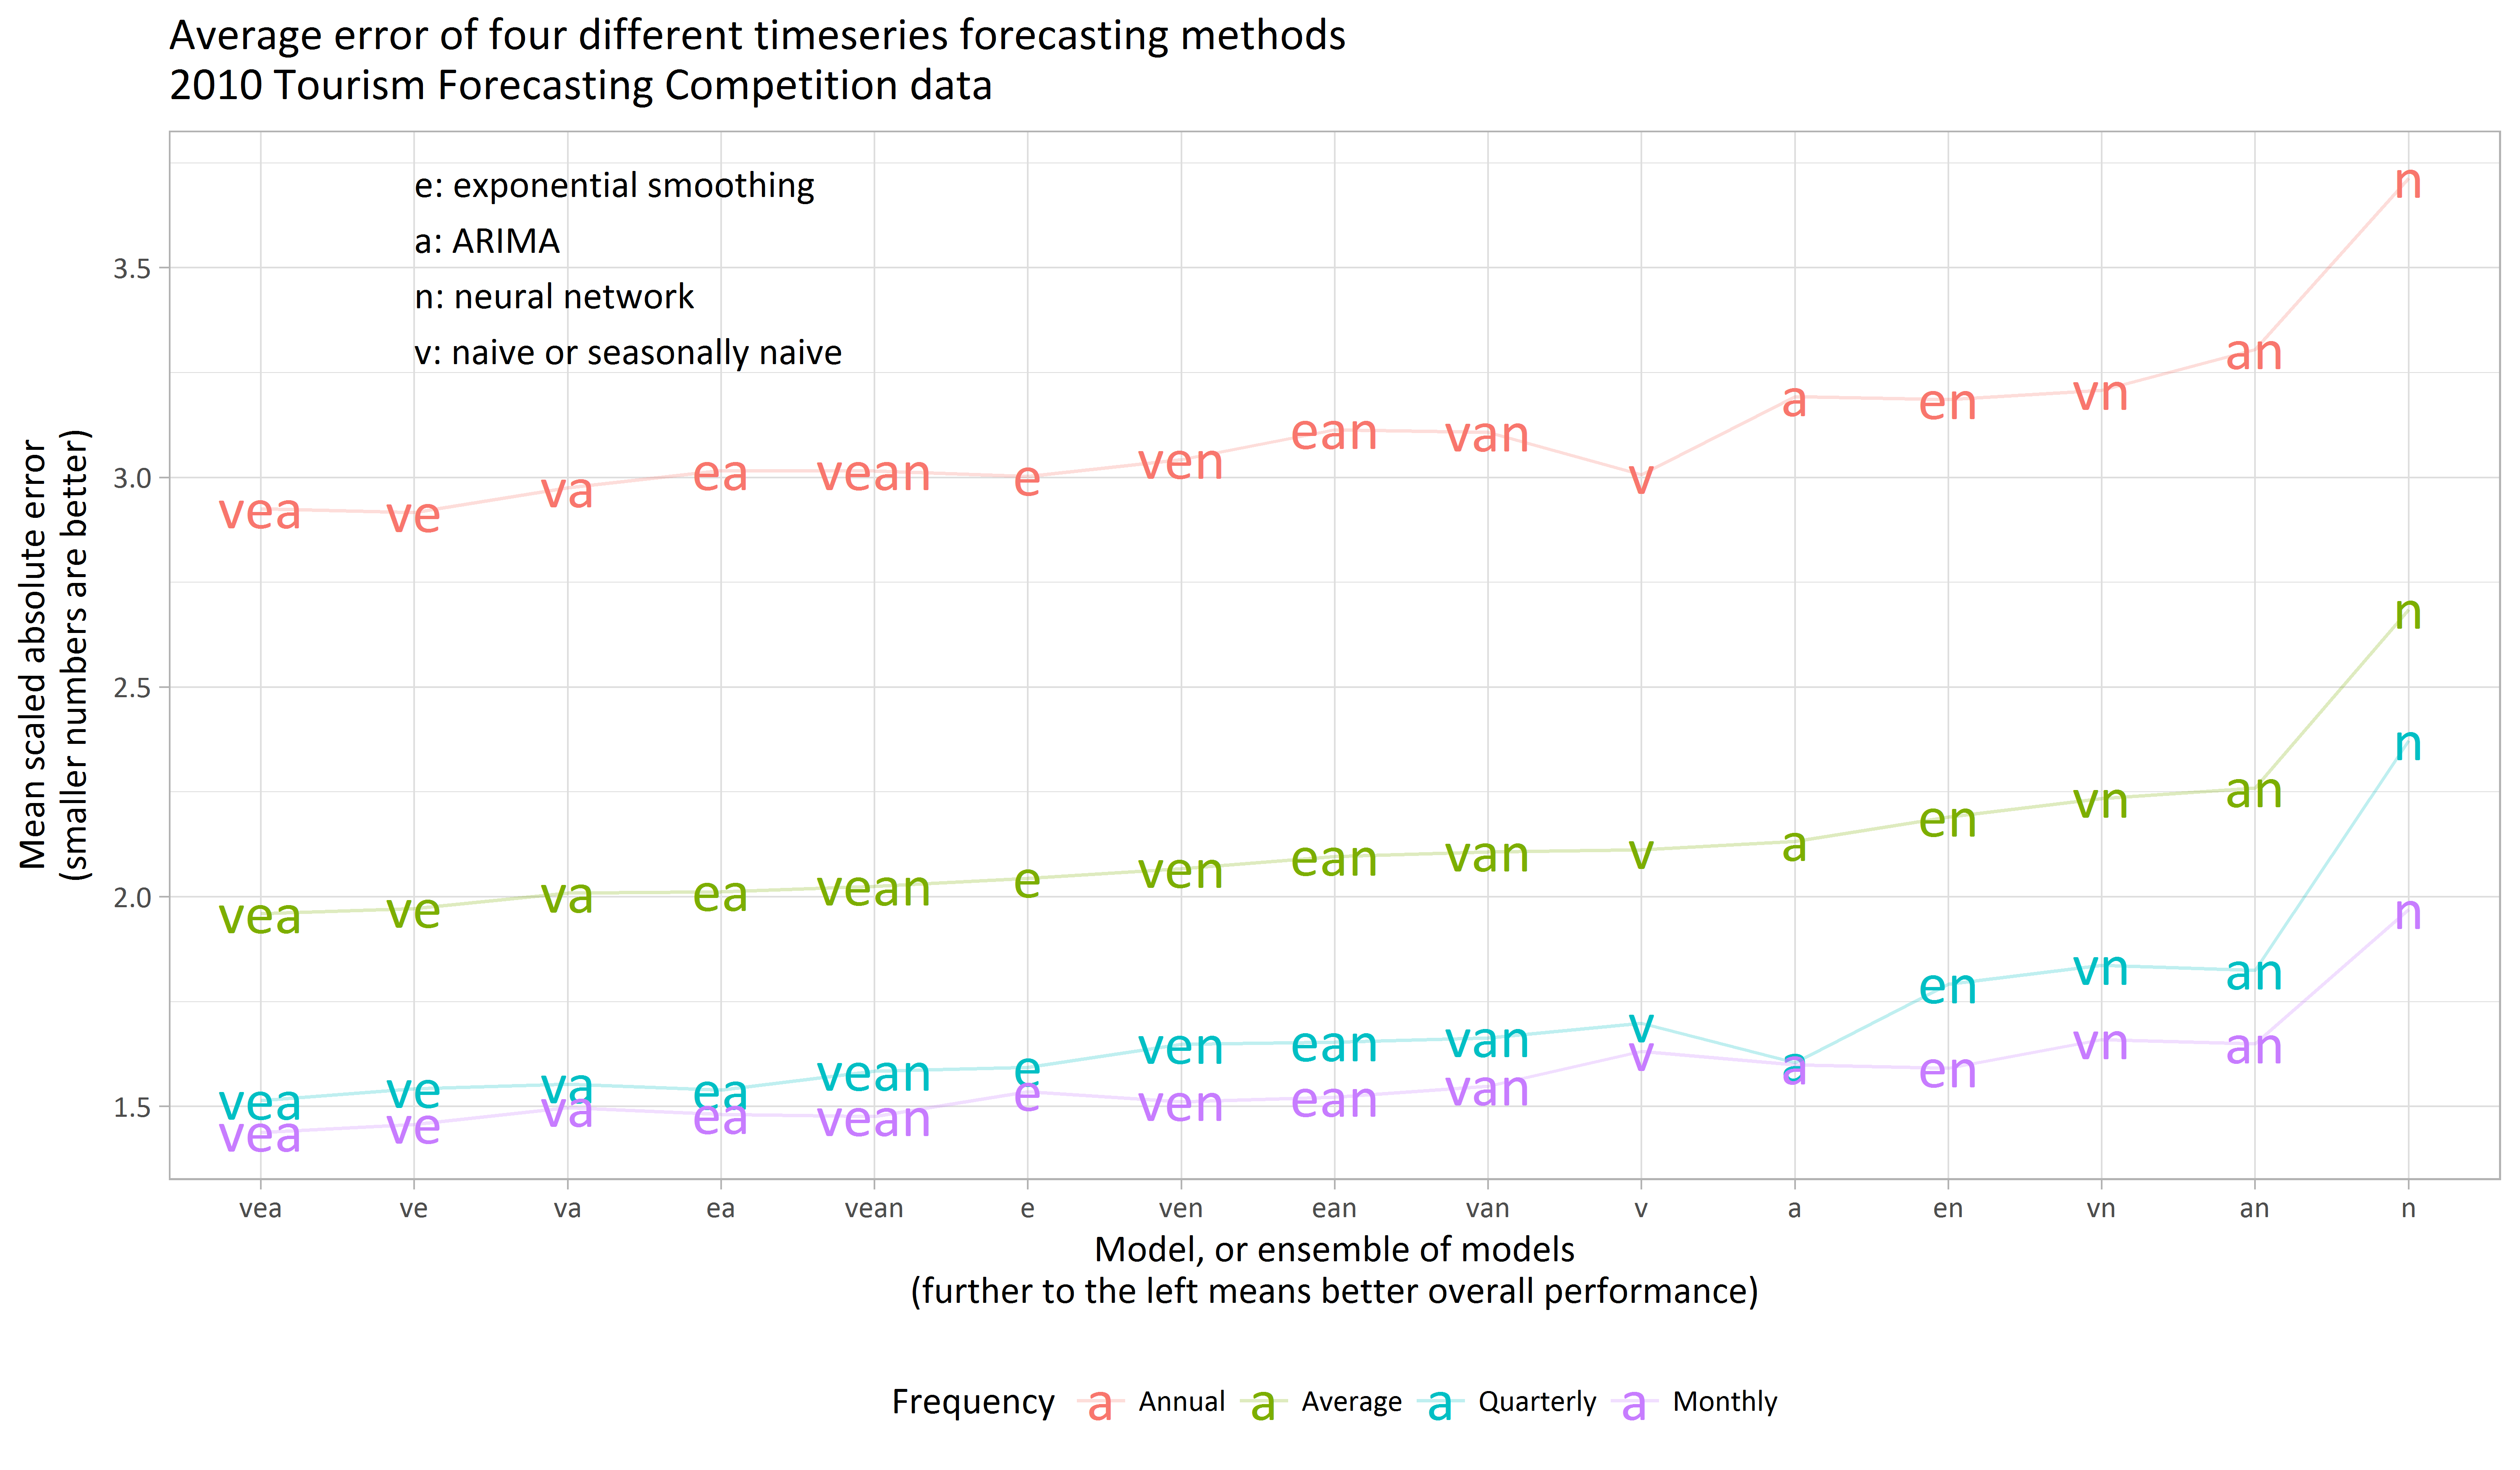 Average error of four different timeseries forecasting methods
2010 Tourism Forecasting Competition data
Mean scaled absolute error
(smaller numbers are better)
3.5
3.0
2.5
2.0
1.5
e: exponential smoothing
a: ARIMA
n: neural network
v: naive or seasonally naive
vea ve va ea vean e ven ean van v a en vn an n
vea ve va ea vean e ven ean van v a en vn an n
vea ve va ea vean e ven ean van v a en vn an n
vea ve va ea vean e ven ean van v a en vn an n
vea ve va ea vean e ven ean van v a en vn an n
Model, or ensemble of models
(further to the left means better overall performance)
Frequency a Annual a Average a Quarterly a Monthly